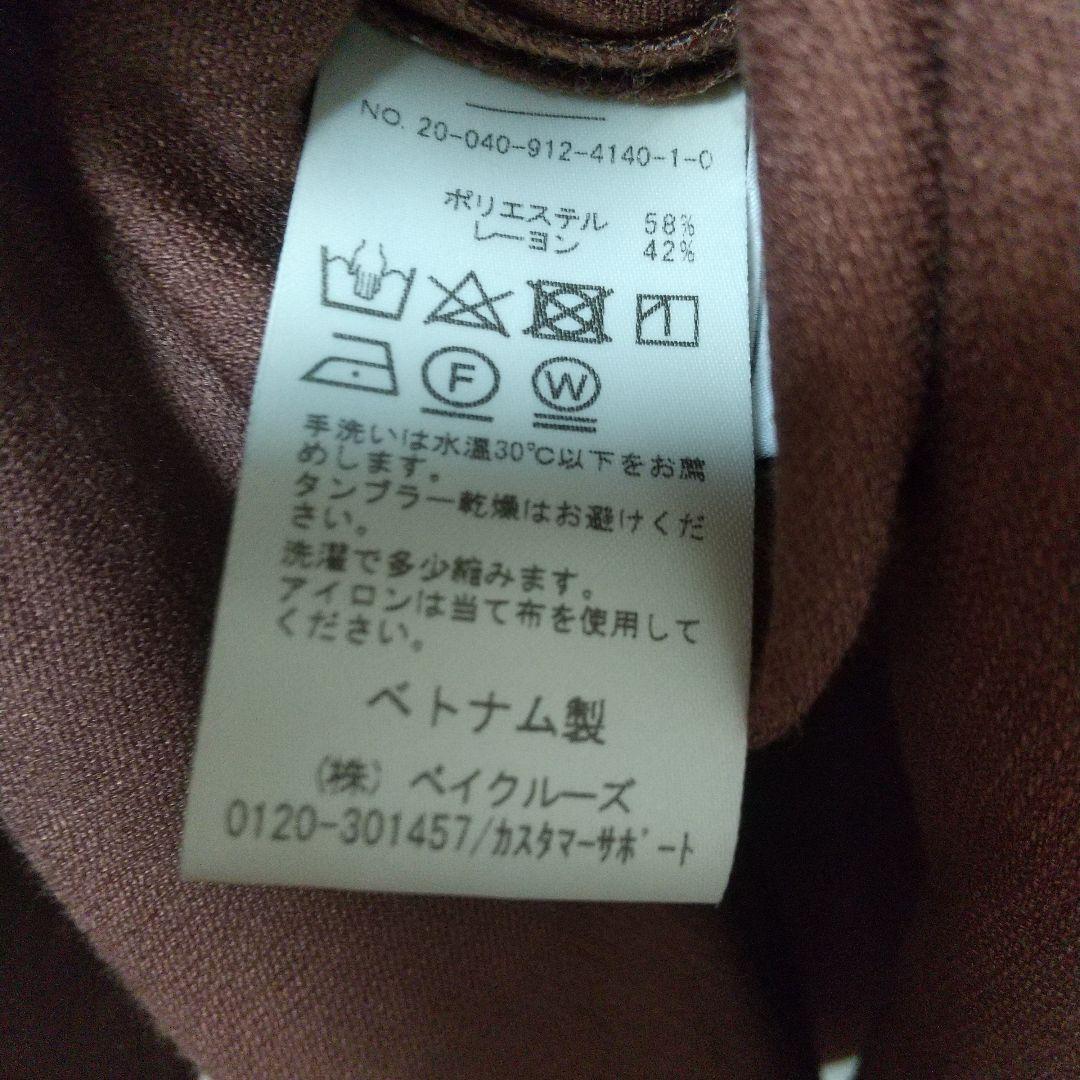 NO. 20-040-912-4140-1-0
ポリエステル 58%
レーヨン 42%
F
W
手洗いは水温30℃以下をお薦
めします。
タンブラー乾燥はお避けくだ
さい。
洗濯で多少縮みます。
アイロンは当て布を使用して
ください。
ベトナム製
(株) ベイクルーズ
0120-301457/カスタマーサポート